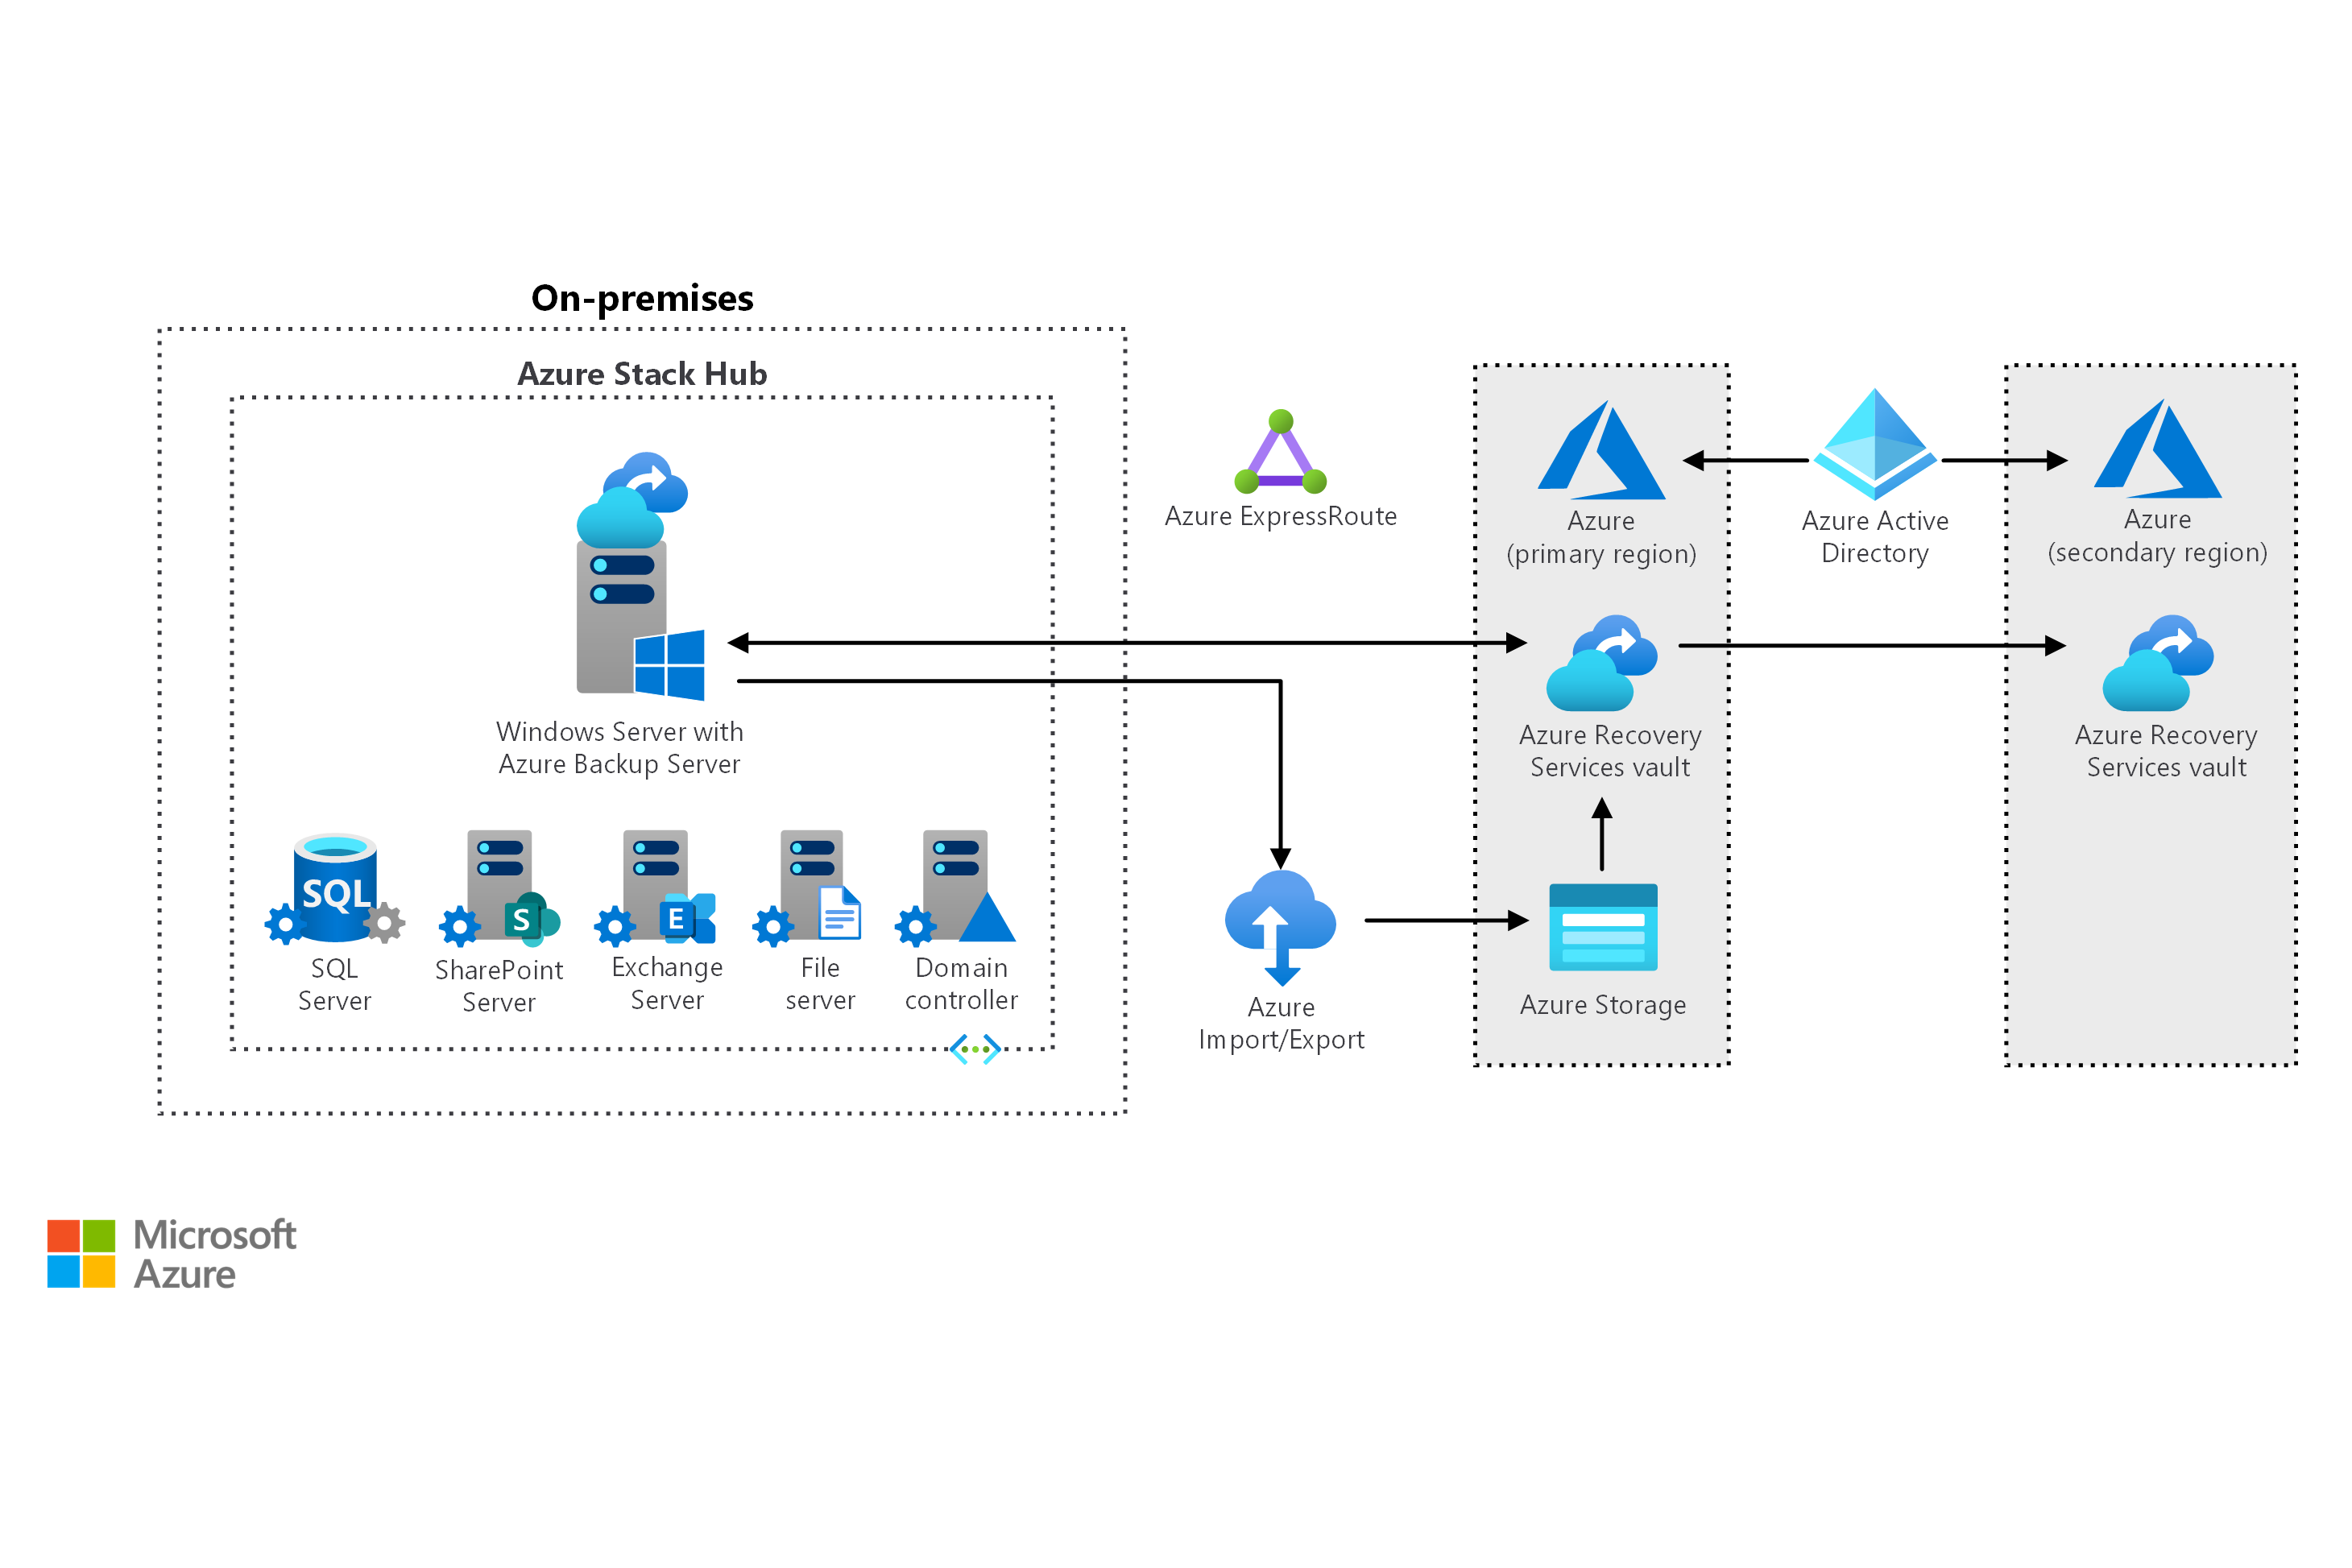 On-premises
Azure Stack Hub
Windows Server with
Azure Backup Server
SQL
SQL
Server
S
SharePoint
Server
E
Exchange
Server
File
server
Domain
controller
Azure ExpressRoute
Azure
Import/Export
Azure
(primary region)
Azure Recovery
Services vault
Azure Storage
Azure Active
Directory
Azure
(secondary region)
Azure Recovery
Services vault
Microsoft
Azure